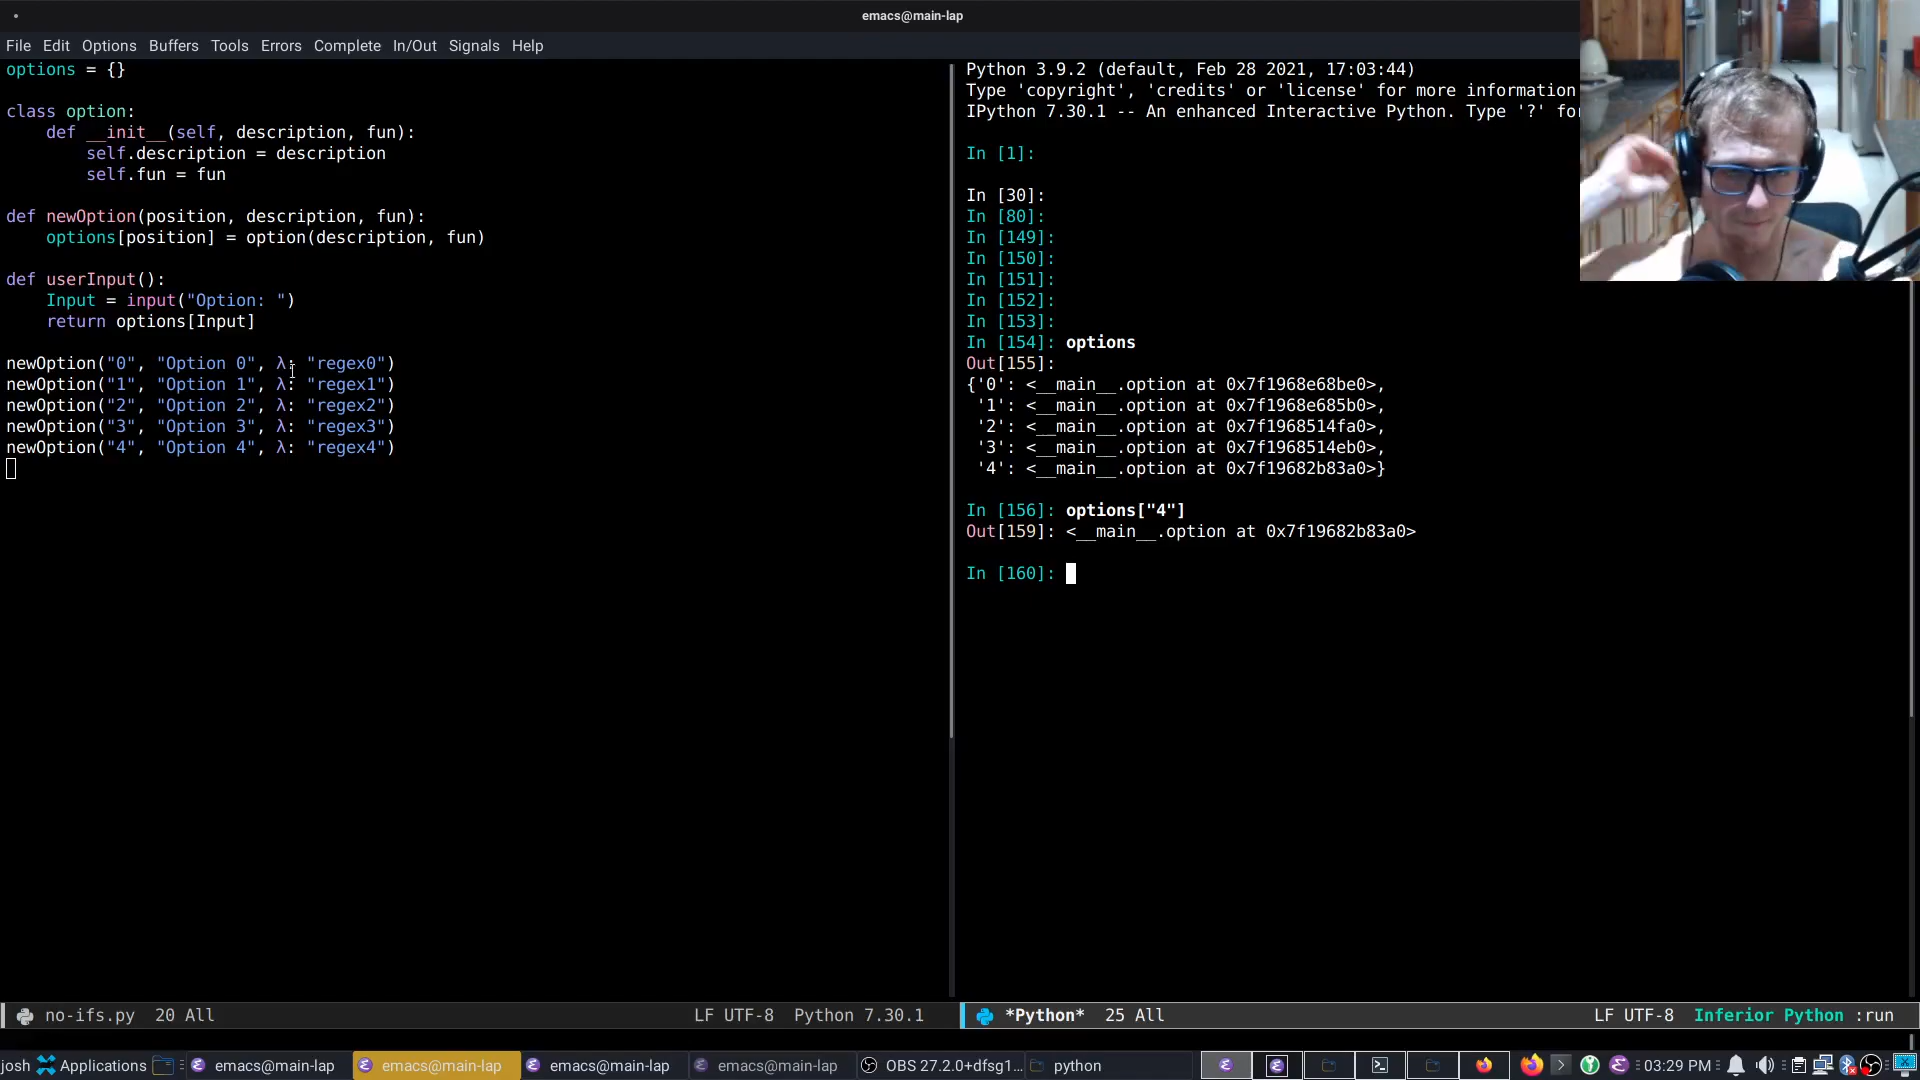 emacs@main-lap
File Edit Options Buffers Tools Errors Complete In/Out Signals Help
options = {}
class option:
def __init__(self, description, fun):
self.description = description
self.fun = fun
def newOption(position, description, fun):
options[position] = option(description, fun)
def userInput():
Input = input("Option: ")
return options[Input]
newOption("0", "Option 0", λ: "regex0")
newOption("1", "Option 1", λ: "regex1")
newOption("2", "Option 2", λ: "regex2")
newOption("3", "Option 3", λ: "regex3")
newOption("4", "Option 4", λ: "regex4")
Python 3.9.2 (default, Feb 28 2021, 17:03:44)
Type 'copyright', 'credits' or 'license' for more information
IPython 7.30.1 -- An enhanced Interactive Python. Type '?' for
In [1]:
In [30]:
In [80]:
In [149]:
In [150]:
In [151]:
In [152]:
In [153]:
In [154]: options
Out[155]:
{'0': <__main__.option at 0x7f1968e68be0>,
'1': <__main__.option at 0x7f1968e685b0>,
'2': <__main__.option at 0x7f1968514fa0>,
'3': <__main__.option at 0x7f1968514eb0>,
'4': <__main__.option at 0x7f19682b83a0>}
In [156]: options["4"]
Out[159]: <__main__.option at 0x7f19682b83a0>
In [160]:
no-ifs.py 20 All LF UTF-8 Python 7.30.1
*Python* 25 All LF UTF-8 Inferior Python :run
josh Applications emacs@main-lap emacs@main-lap emacs@main-lap emacs@main-lap OBS 27.2.0+dfsg1... python 03:29 PM